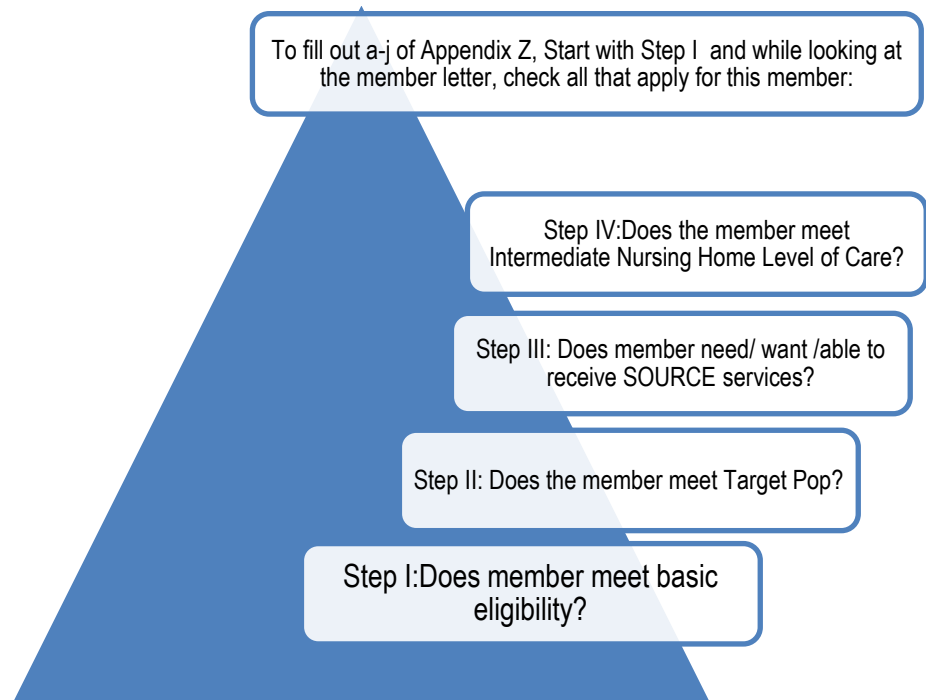 To fill out a-j of Appendix Z, Start with Step I and while looking at
the member letter, check all that apply for this member:
Step IV:Does the member meet
Intermediate Nursing Home Level of Care?
Step III: Does member need/ want /able to
receive SOURCE services?
Step II: Does the member meet Target Pop?
Step I:Does member meet basic
eligibility?